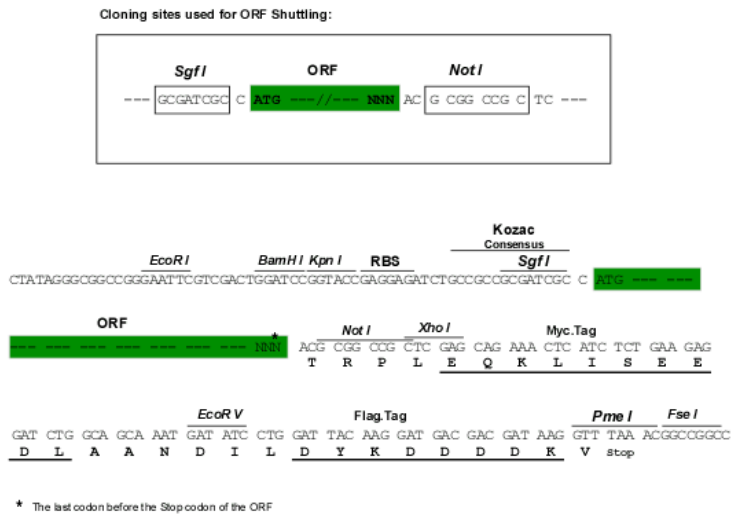 Cloning sites used for ORF Shuttling:
Sgf I ORF Not I
--- GCGATCGC C ATG ---//--- NNN AC G CGG CCG C TC ---
Kozac
Consensus
EcoR I BamH I Kpn I RBS Sgf I
CTATAGGGCGGCCGGGAATTCGTCGACTGGATCCGGTACCGAGGAGATCTGCCGCCGCGATCGC C ATG --- ---
ORF
Not I Xho I Myc.Tag
--- --- --- --- --- --- --- --- NNN* ACG CGG CCG CTC GAG CAG AAA CTC ATC TCT GAA GAG
T R P L E Q K L I S E E
EcoR V Flag.Tag Pme I Fse I
GAT CTG GCA GCA AAT GAT ATC CTG GAT TAC AAG GAT GAC GAC GAT AAG GTT TAA ACGGCCGGCC
D L A A N D I L D Y K D D D D K V Stop
* The last codon before the Stop codon of the ORF